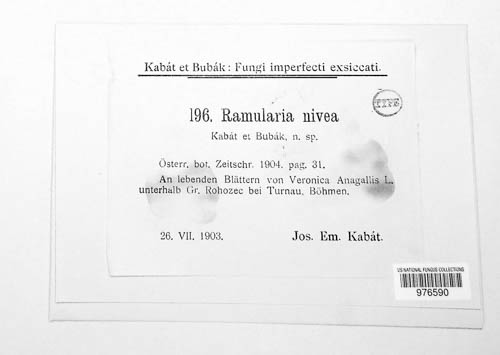 Kabát et Bubák: Fungi imperfecti exsiccati.
196. Ramularia nivea
Kabát et Bubák, n. sp.
Österr. bot. Zeitschr. 1904. pag. 31.
An lebenden Blättern von Veronica Anagallis L.
unterhalb Gr. Rohozec bei Turnau, Böhmen.
26. VII. 1903.
Jos. Em. Kabát.
US NATIONAL FUNGUS COLLECTIONS
976590